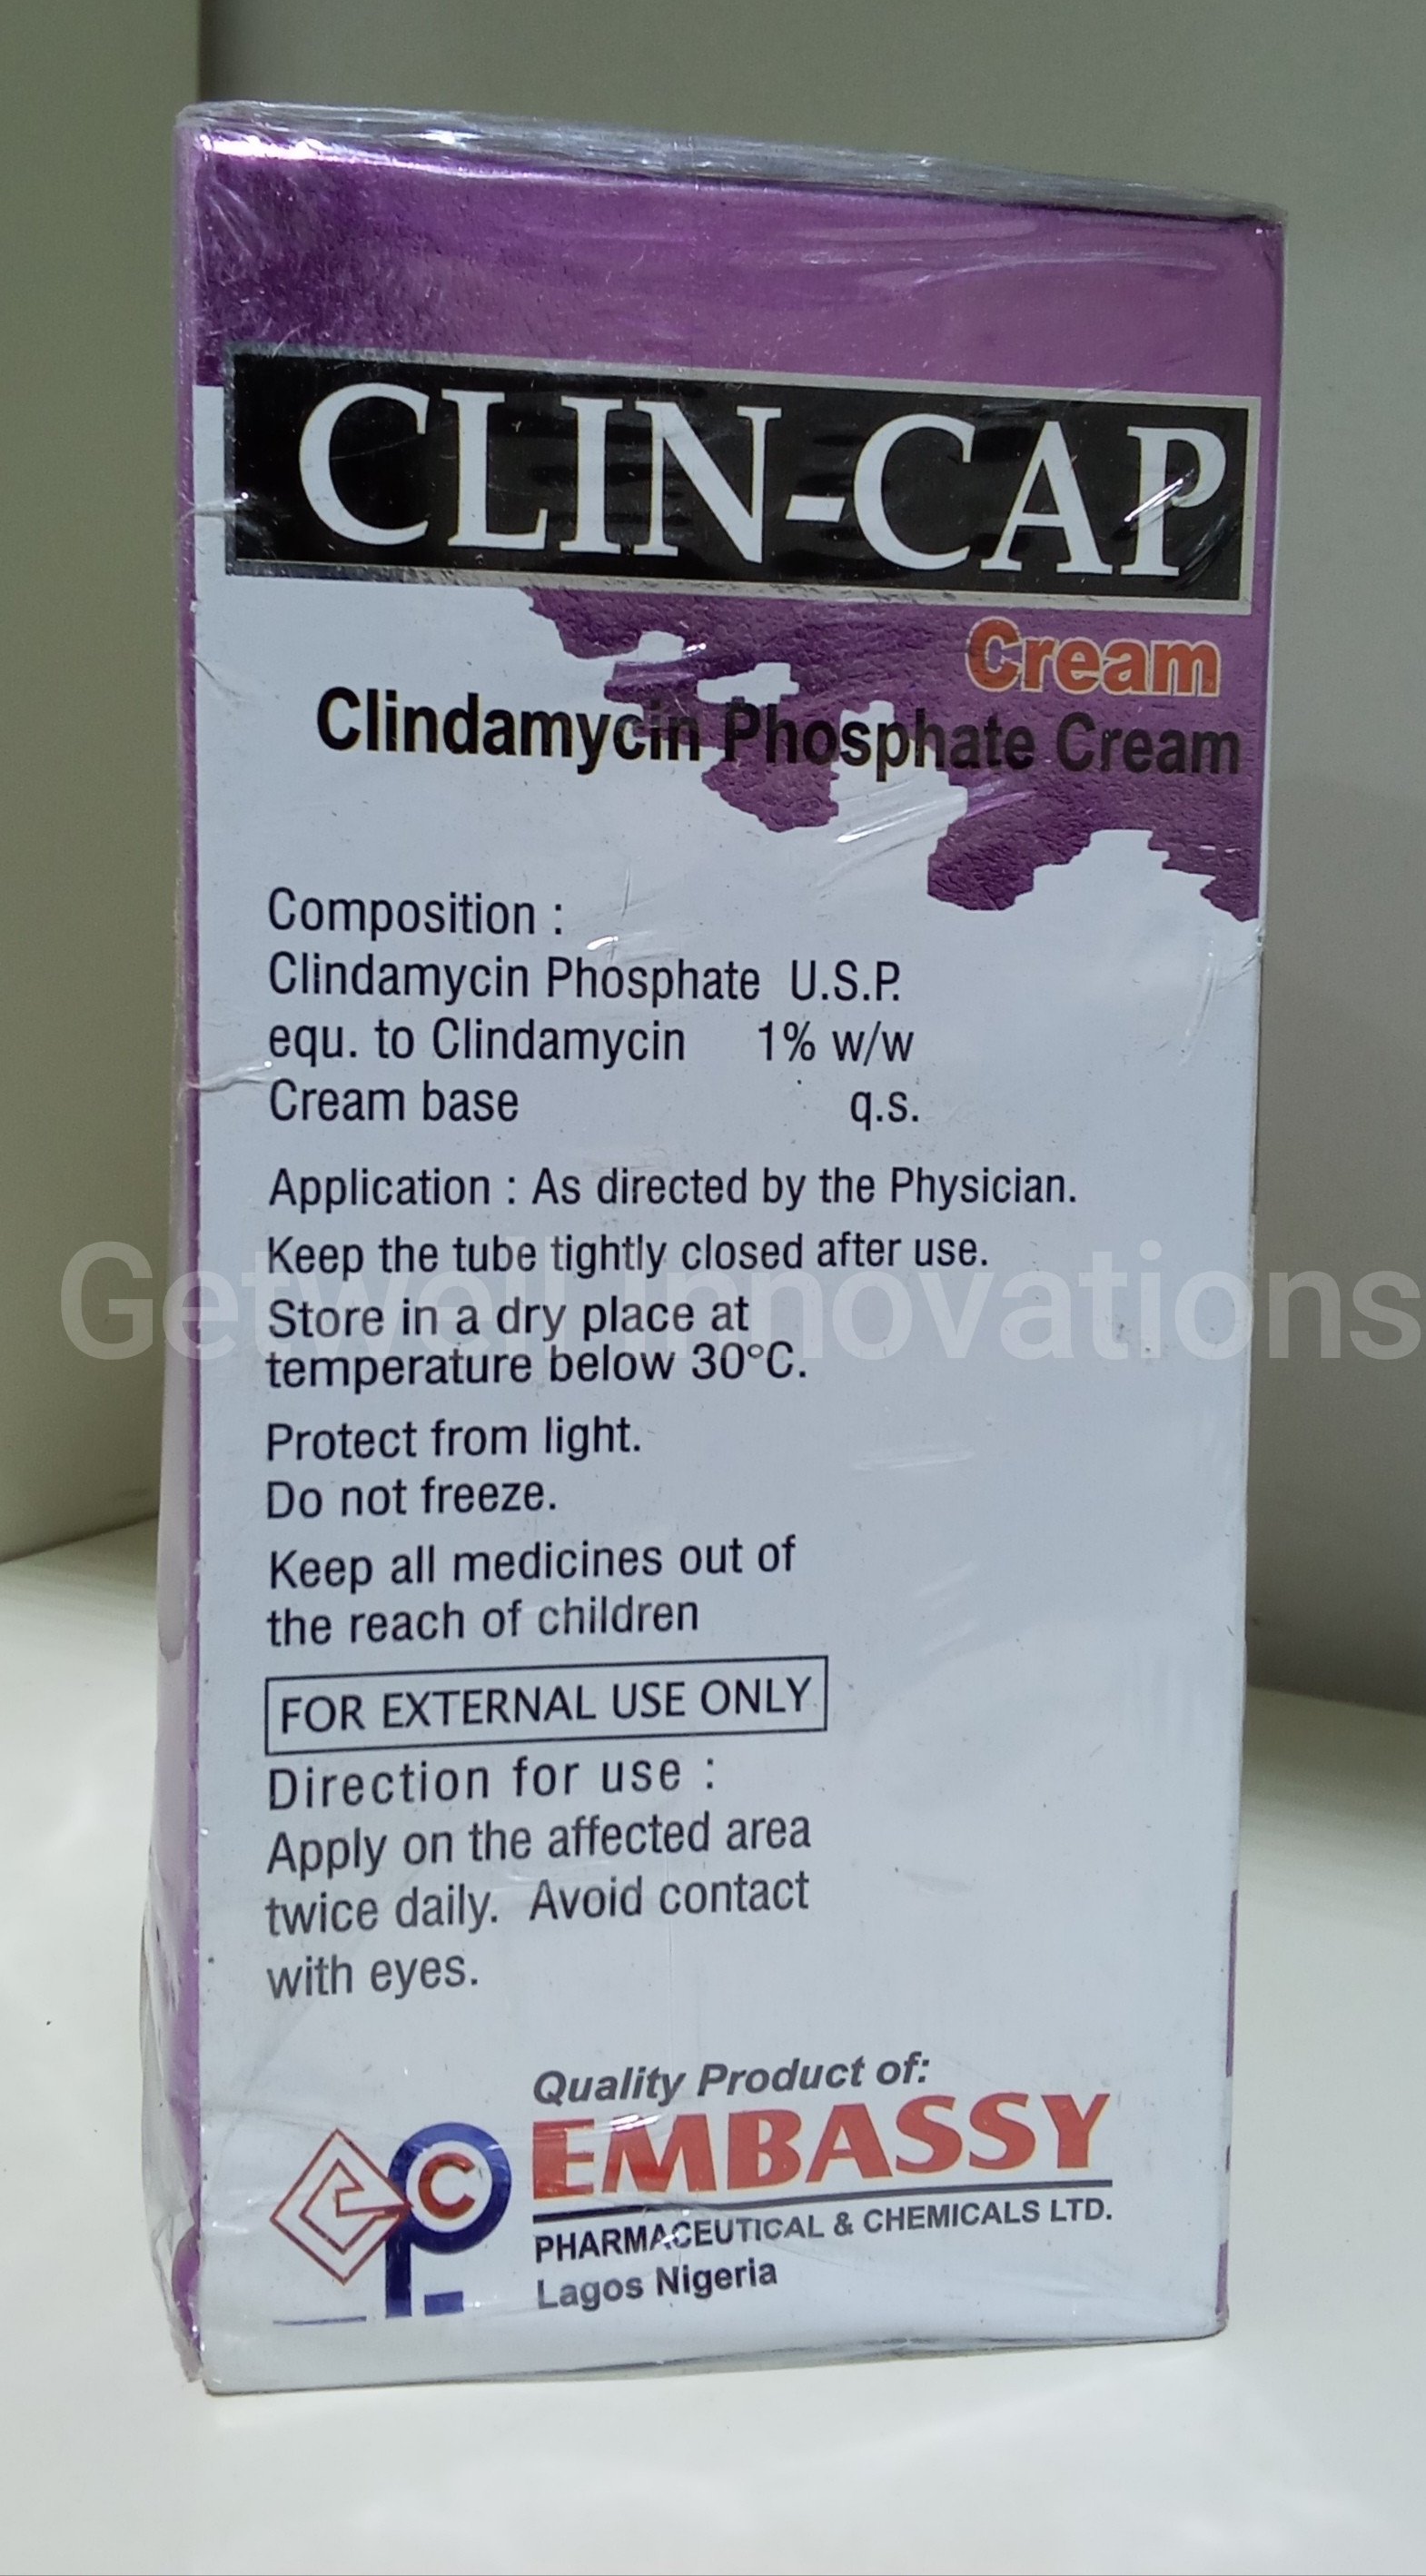 CLIN-CAP
Cream
Clindamycin Phosphate Cream
Composition :
Clindamycin Phosphate U.S.P.
equ. to Clindamycin 1% w/w
Cream base q.s.
Application : As directed by the Physician.
Keep the tube tightly closed after use.
Getwell Innovations
Store in a dry place at
temperature below 30°C.
Protect from light.
Do not freeze.
Keep all medicines out of
the reach of children
FOR EXTERNAL USE ONLY
Direction for use :
Apply on the affected area
twice daily. Avoid contact
with eyes.
Quality Product of:
EMBASSY
PHARMACEUTICAL & CHEMICALS LTD.
Lagos Nigeria